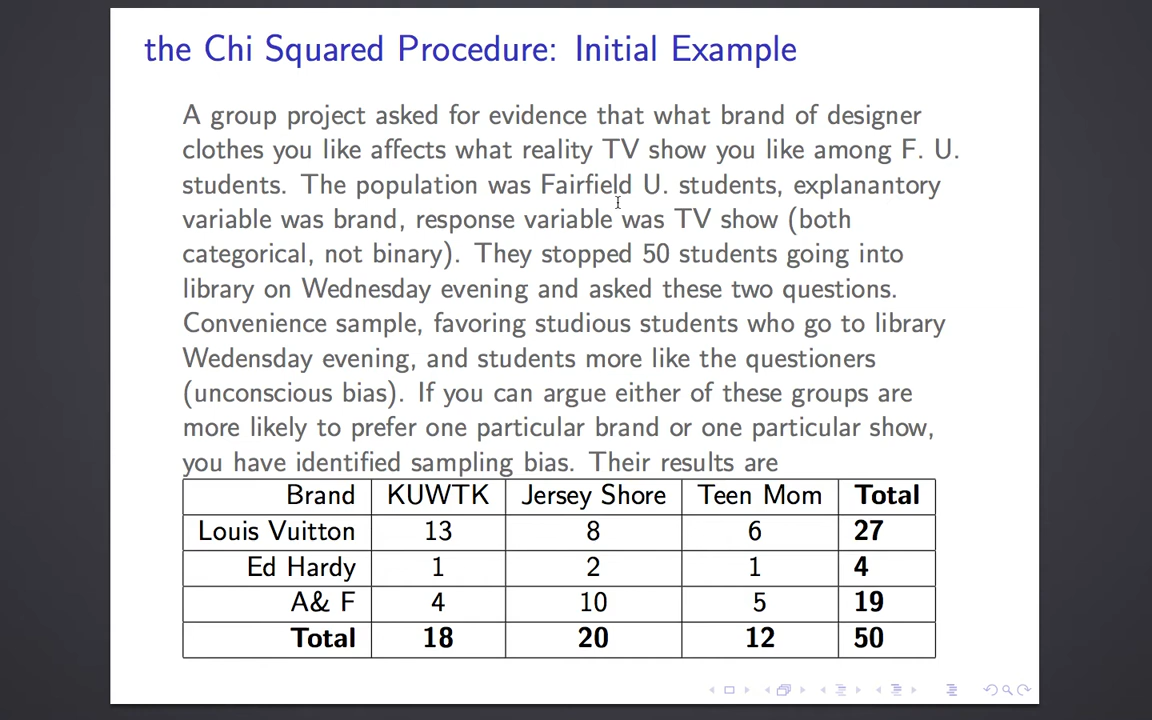 the Chi Squared Procedure: Initial Example
A group project asked for evidence that what brand of designer
clothes you like affects what reality TV show you like among F. U.
students. The population was Fairfield U. students, explanantory
variable was brand, response variable was TV show (both
categorical, not binary). They stopped 50 students going into
library on Wednesday evening and asked these two questions.
Convenience sample, favoring studious students who go to library
Wedensday evening, and students more like the questioners
(unconscious bias). If you can argue either of these groups are
more likely to prefer one particular brand or one particular show,
you have identified sampling bias. Their results are
Brand KUWTK Jersey Shore Teen Mom Total
Louis Vuitton 13 8 6 27
Ed Hardy 1 2 1 4
A& F 4 10 5 19
Total 18 20 12 50